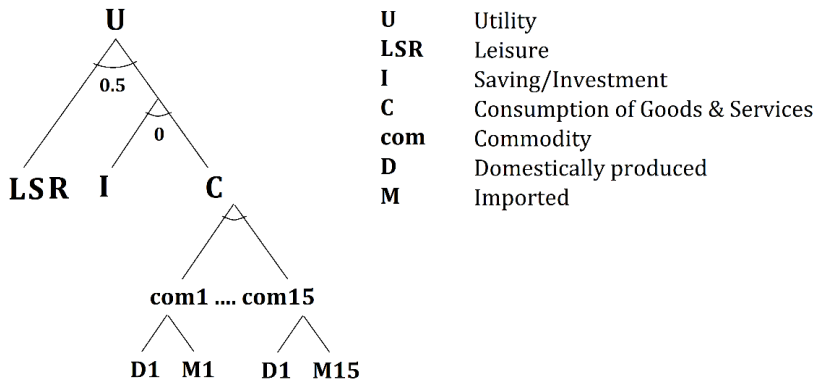 U
0.5
0
LSR I C
com1 .... com15
D1 M1 D1 M15
U Utility
LSR Leisure
I Saving/Investment
C Consumption of Goods & Services
com Commodity
D Domestically produced
M Imported